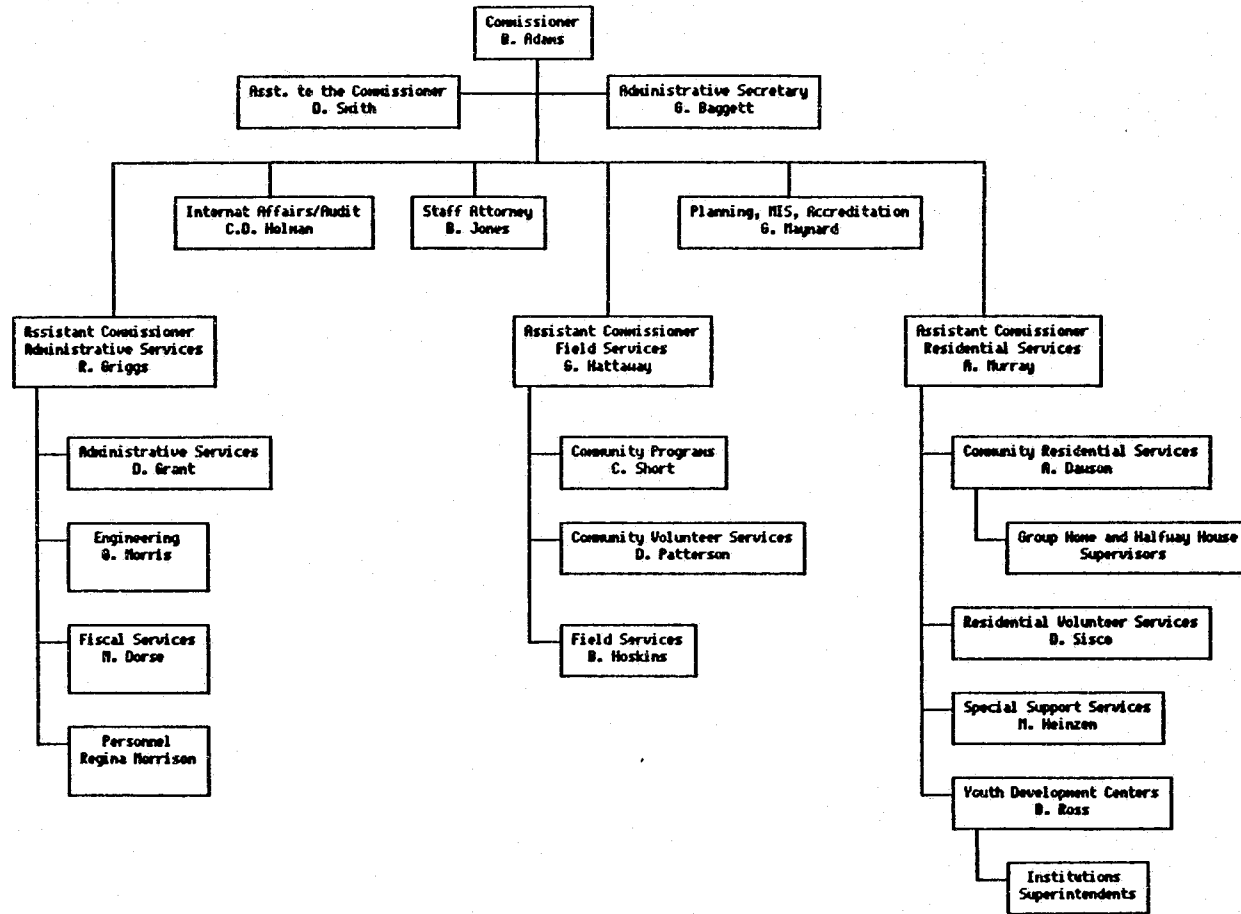 Commissioner
B. Adams
Asst. to the Commissioner
D. Smith
Administrative Secretary
G. Baggett
Internat Affairs/Audit
C.D. Holman
Staff Attorney
B. Jones
Planning, MIS, Accreditation
G. Maynard
Assistant Commissioner
Administrative Services
R. Griggs
Assistant Commissioner
Field Services
G. Hattaway
Assistant Commissioner
Residential Services
A. Murray
Administrative Services
D. Grant
Engineering
Morris
Fiscal Services
M. Dorse
Personnel
Regina Morrison
Community Programs
C. Short
Community Volunteer Services
D. Patterson
Field Services
B. Hoskins
Community Residential Services
A. Dawson
Group Home and Halfway House
Supervisors
Residential Volunteer Services
D. Sisco
Special Support Services
M. Heinzen
Youth Development Centers
B. Ross
Institutions
Superintendents